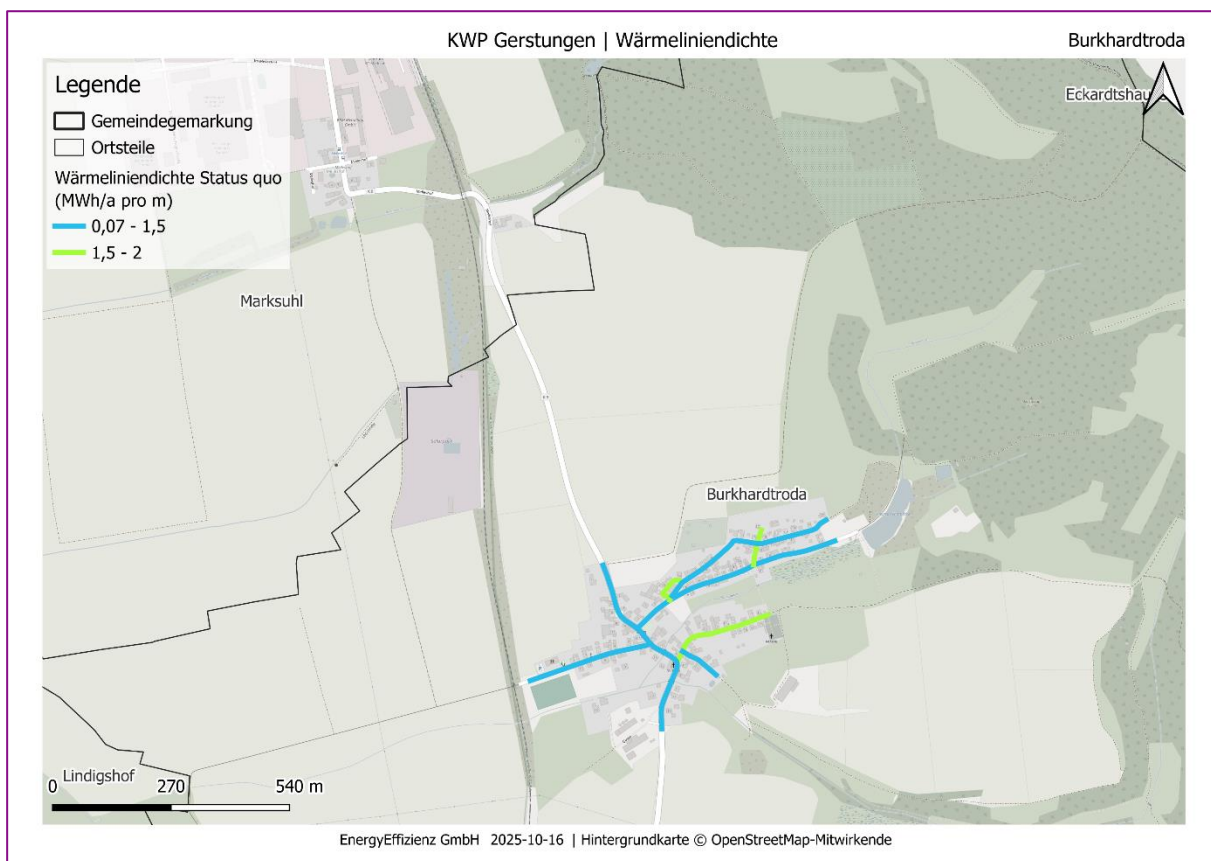 KWP Gerstungen | Wärmeliniendichte
Burkhardtroda
Legende
Gemeindegemarkung
Ortsteile
Wärmeliniendichte Status quo
(MWh/a pro m)
0,07 - 1,5
1,5 - 2
Eckardtshau
Marksuhl
Burkhardtroda
Lindigshof
0 270 540 m
EnergyEffizienz GmbH 2025-10-16 | Hintergrundkarte © OpenStreetMap-Mitwirkende